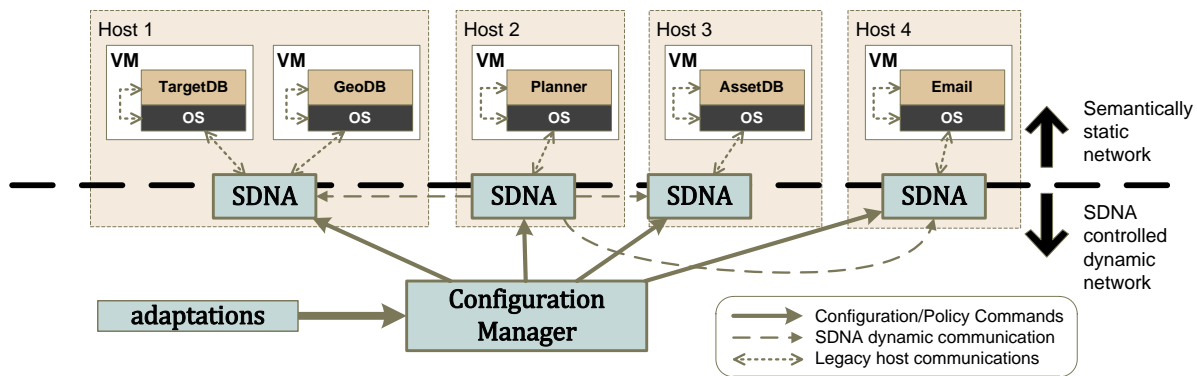 Host 1
VM
TargetDB
OS
VM
GeoDB
OS
Host 2
VM
Planner
OS
Host 3
VM
AssetDB
OS
Host 4
VM
Email
OS
Semantically
static
network
SDNA
SDNA
SDNA
SDNA
SDNA
controlled
dynamic
network
adaptations
Configuration
Manager
Configuration/Policy Commands
SDNA dynamic communication
Legacy host communications